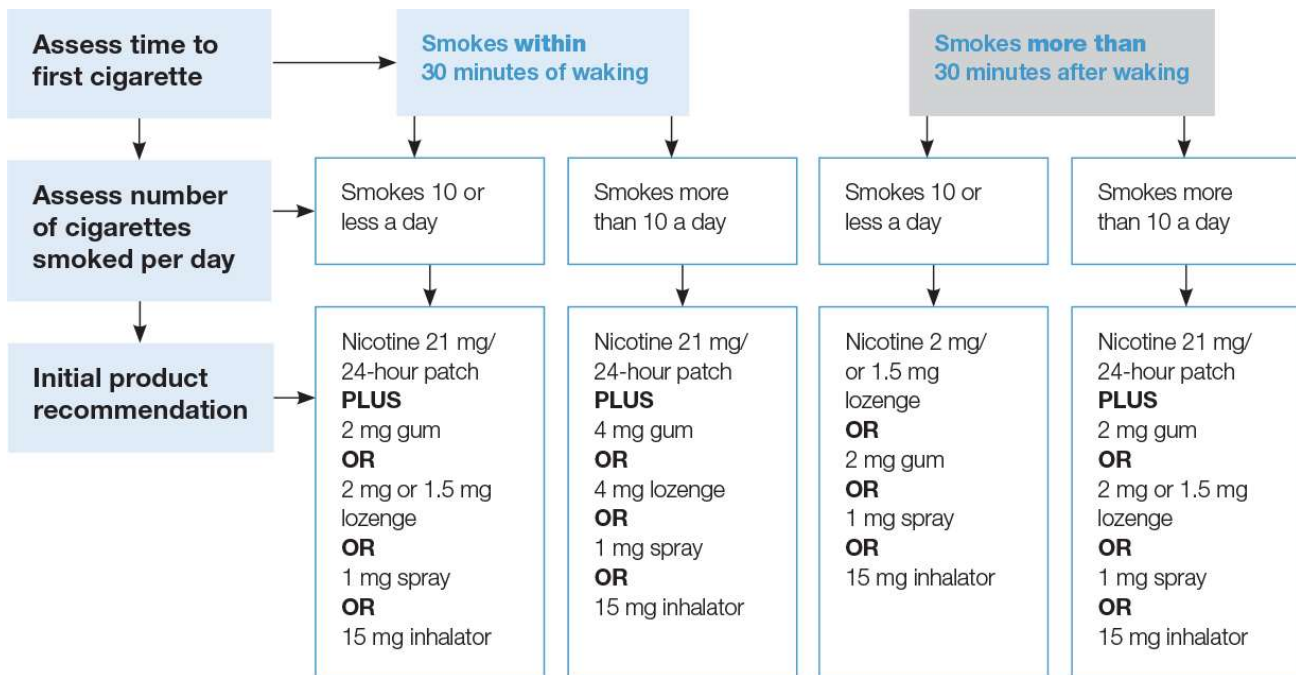 Assess time to
first cigarette
Smokes within
30 minutes of waking
Smokes more than
30 minutes after waking
Assess number
of cigarettes
smoked per day
Smokes 10 or
less a day
Smokes more
than 10 a day
Smokes 10 or
less a day
Smokes more
than 10 a day
Initial product
recommendation
Nicotine 21 mg/
24-hour patch
PLUS
2 mg gum
OR
2 mg or 1.5 mg
lozenge
OR
1 mg spray
OR
15 mg inhalator
Nicotine 21 mg/
24-hour patch
PLUS
4 mg gum
OR
4 mg lozenge
OR
1 mg spray
OR
15 mg inhalator
Nicotine 2 mg/
or 1.5 mg
lozenge
OR
2 mg gum
OR
1 mg spray
OR
15 mg inhalator
Nicotine 21 mg/
24-hour patch
PLUS
2 mg gum
OR
2 mg or 1.5 mg
lozenge
OR
1 mg spray
OR
15 mg inhalator